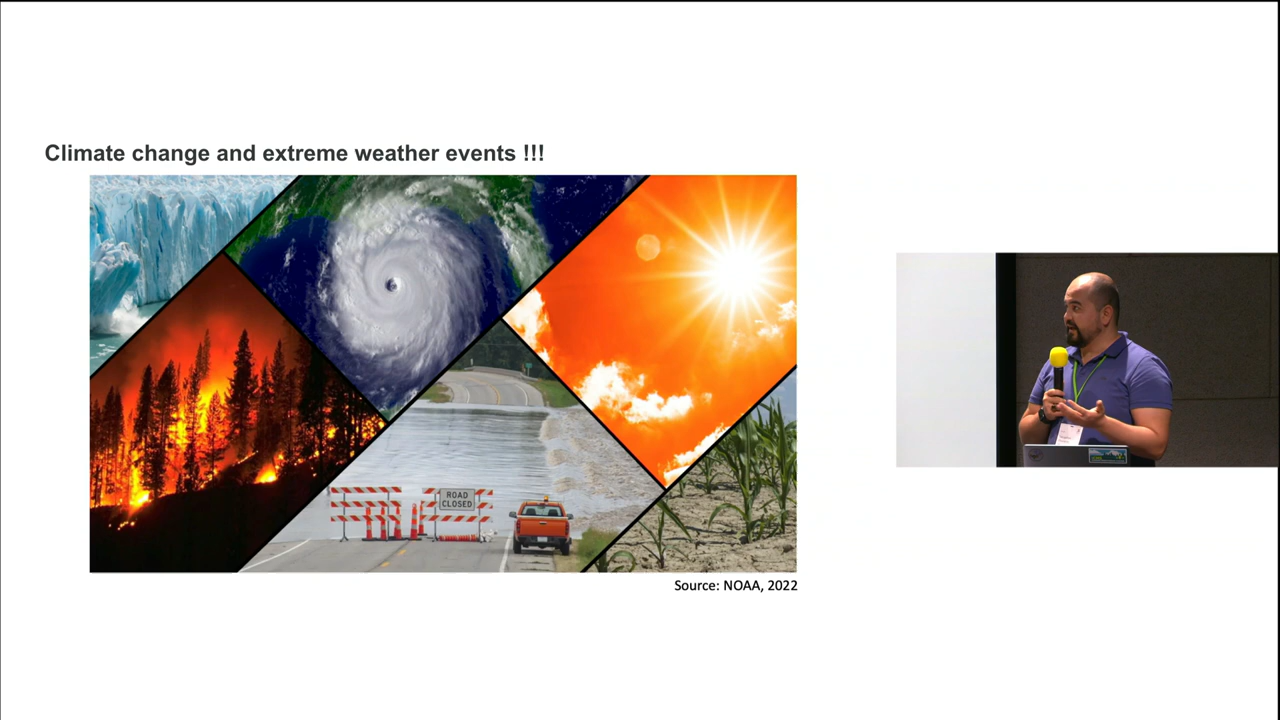 Climate change and extreme weather events !!!
ROAD
CLOSED
Source: NOAA, 2022